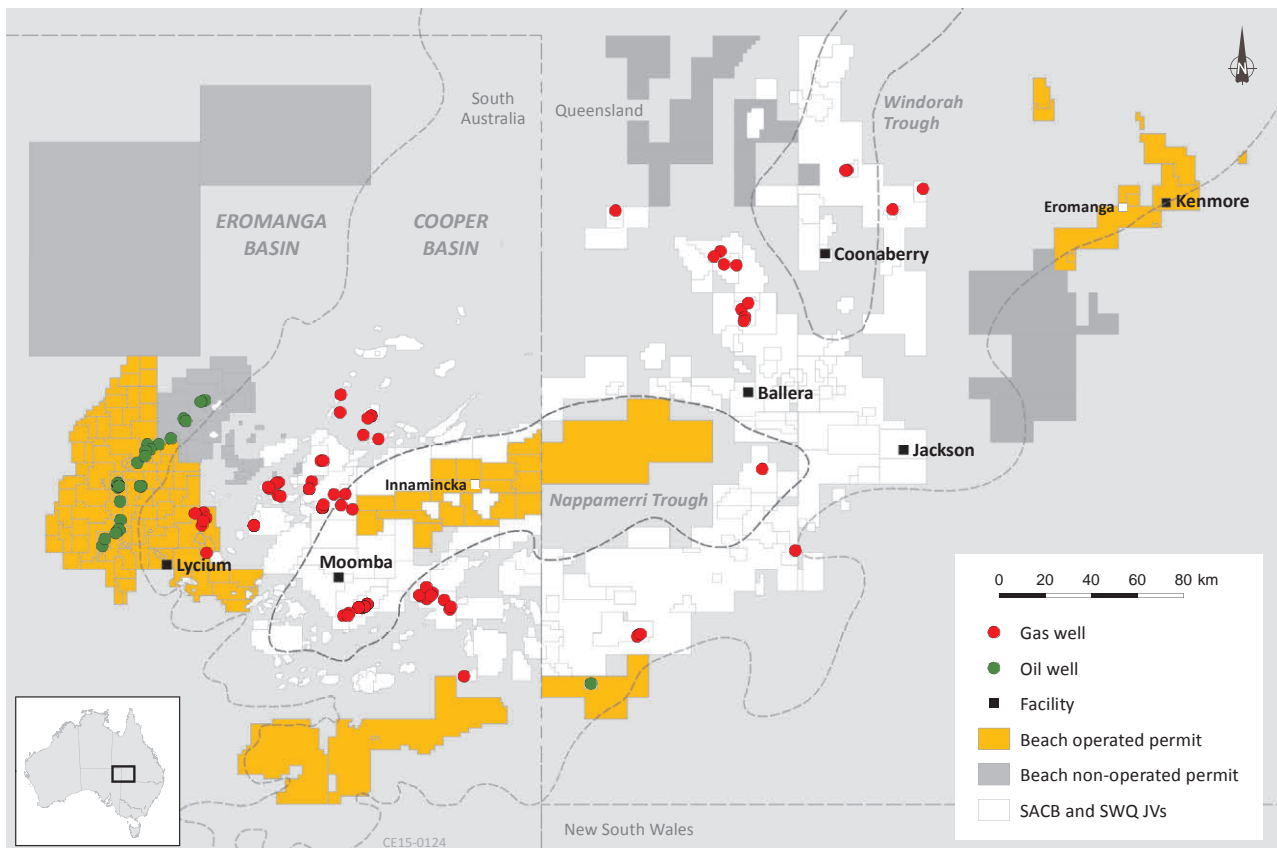 N
South
Australia
Queensland
Windorah
Trough
EROMANGA
BASIN
COOPER
BASIN
Eromanga
Kenmore
Coonaberry
Ballera
Jackson
Innamincka
Nappamerri Trough
Lycium
Moomba
0 20 40 60 80 km
Gas well
Oil well
Facility
Beach operated permit
Beach non-operated permit
SACB and SWQ JVs
New South Wales
CE15-0124